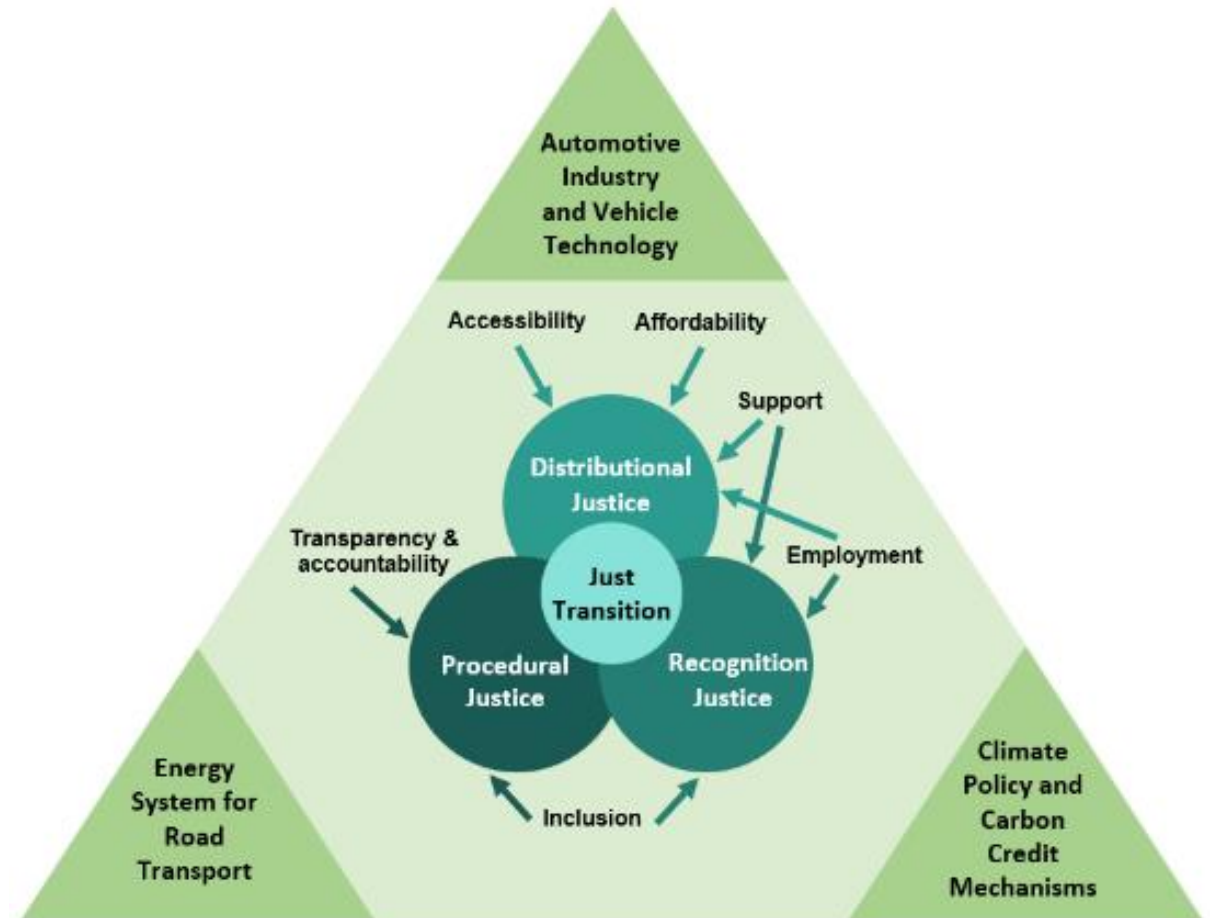 Automotive
Industry
and Vehicle
Technology
Accessibility
Affordability
Support
Distributional
Justice
Transparency &
accountability
Employment
Just
Transition
Procedural
Justice
Recognition
Justice
Inclusion
Energy
System for
Road
Transport
Climate
Policy and
Carbon
Credit
Mechanisms